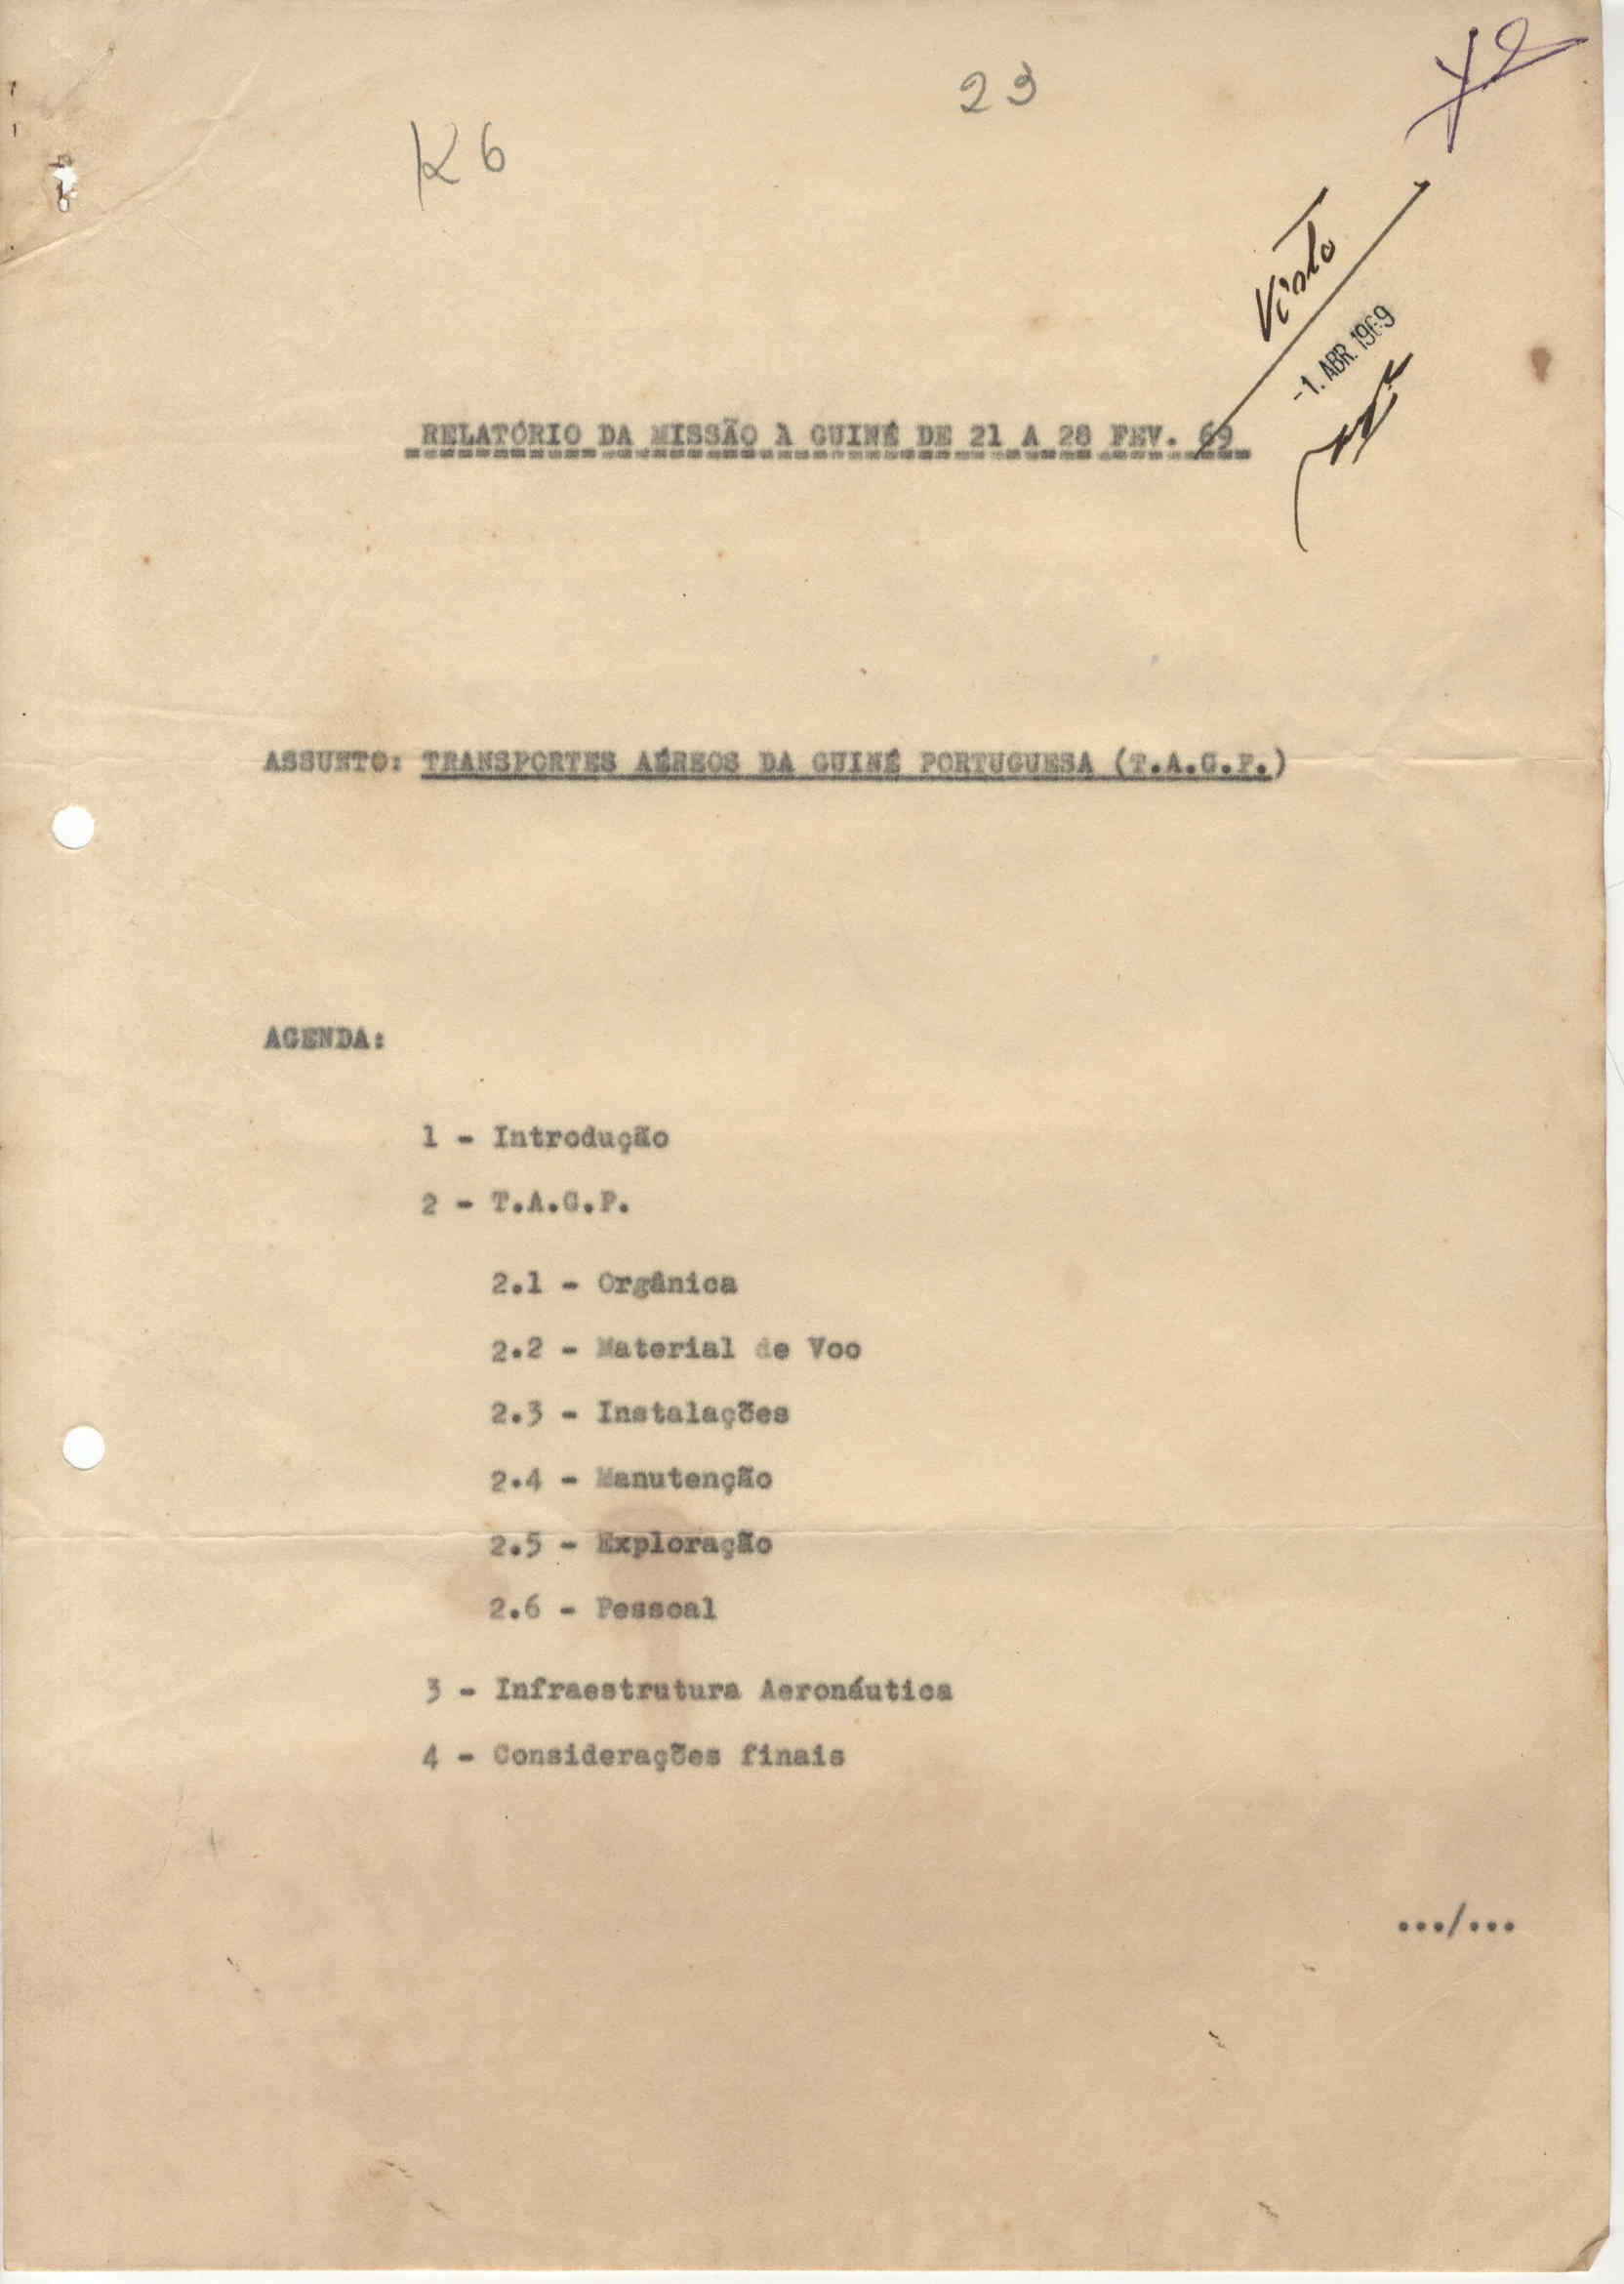 23
K6
Visto
-1. ABR. 1969
RELATÓRIO DA MISSÃO À GUINÉ DE 21 A 28 FEV. 69
ASSUNTO: TRANSPORTES AÉREOS DA GUINÉ PORTUGUESA (T.A.G.P.)
AGENDA:
1 - Introdução
2 - T.A.G.P.
2.1 - Orgânica
2.2 - Material de Voo
2.3 - Instalações
2.4 - Manutenção
2.5 - Exploração
2.6 - Pessoal
3 - Infraestrutura Aeronáutica
4 - Considerações finais
.../...